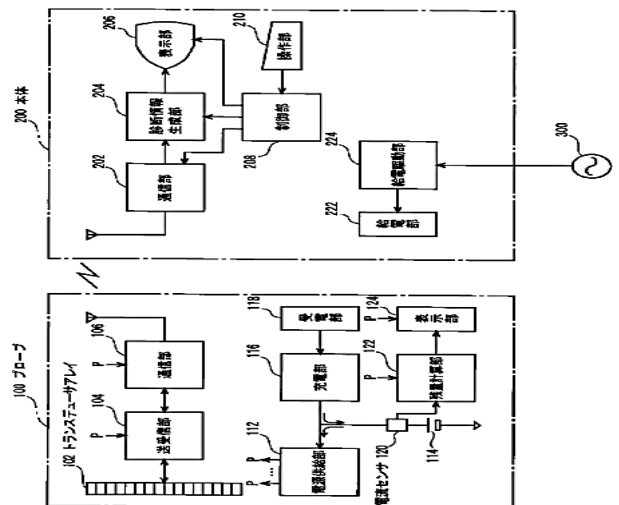 100 プローブ
102 トランスデューサアレイ
104
送受信部
P
106
通信部
P
112
電源供給部
P
…
P
116
充電部
118
受電部
電流センサ
120
114
122
残量計算部
P
124
表示部
P
200 本体
202
通信部
204
診断情報
生成部
206
表示部
208
制御部
210
操作部
222
給電部
224
給電駆動部
300